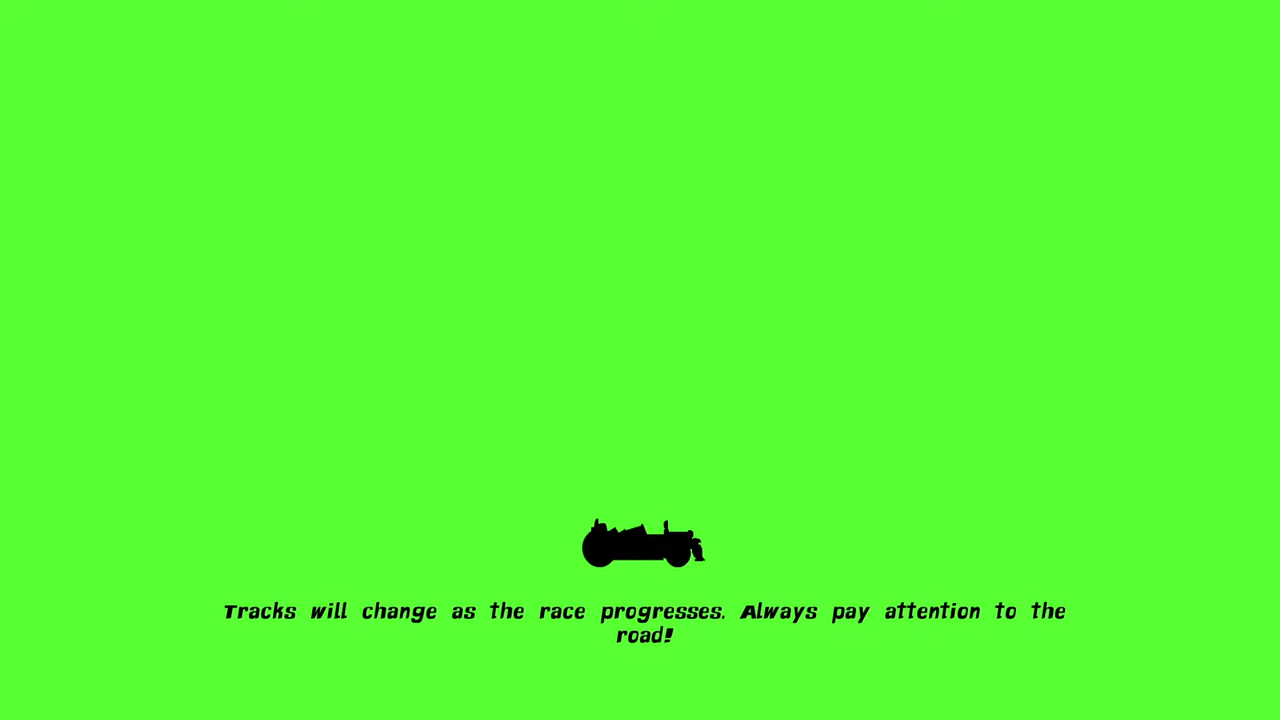 Tracks will change as the race progresses. Always pay attention to the
road!